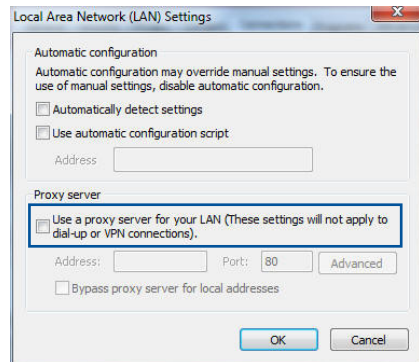 Local Area Network (LAN) Settings
Automatic configuration
Automatic configuration may override manual settings. To ensure the
use of manual settings, disable automatic configuration.
Automatically detect settings
Use automatic configuration script
Address
Proxy server
Use a proxy server for your LAN (These settings will not apply to
dial-up or VPN connections).
Address: Port: 80 Advanced
Bypass proxy server for local addresses
OK Cancel